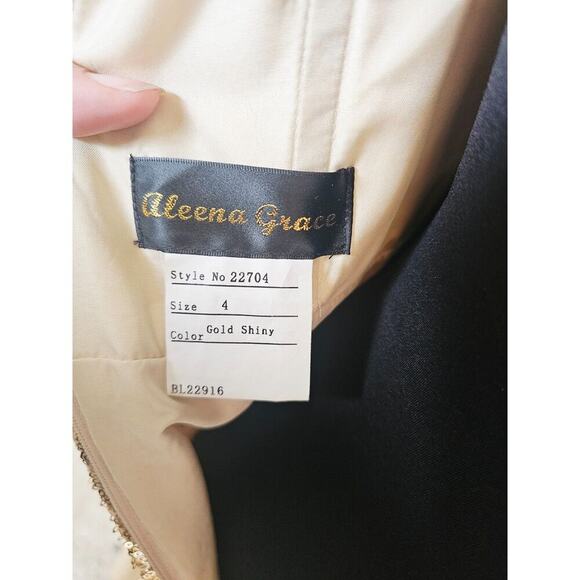 Aleena Grace
Style No 22704
Size 4
Color Gold Shiny
BL22916